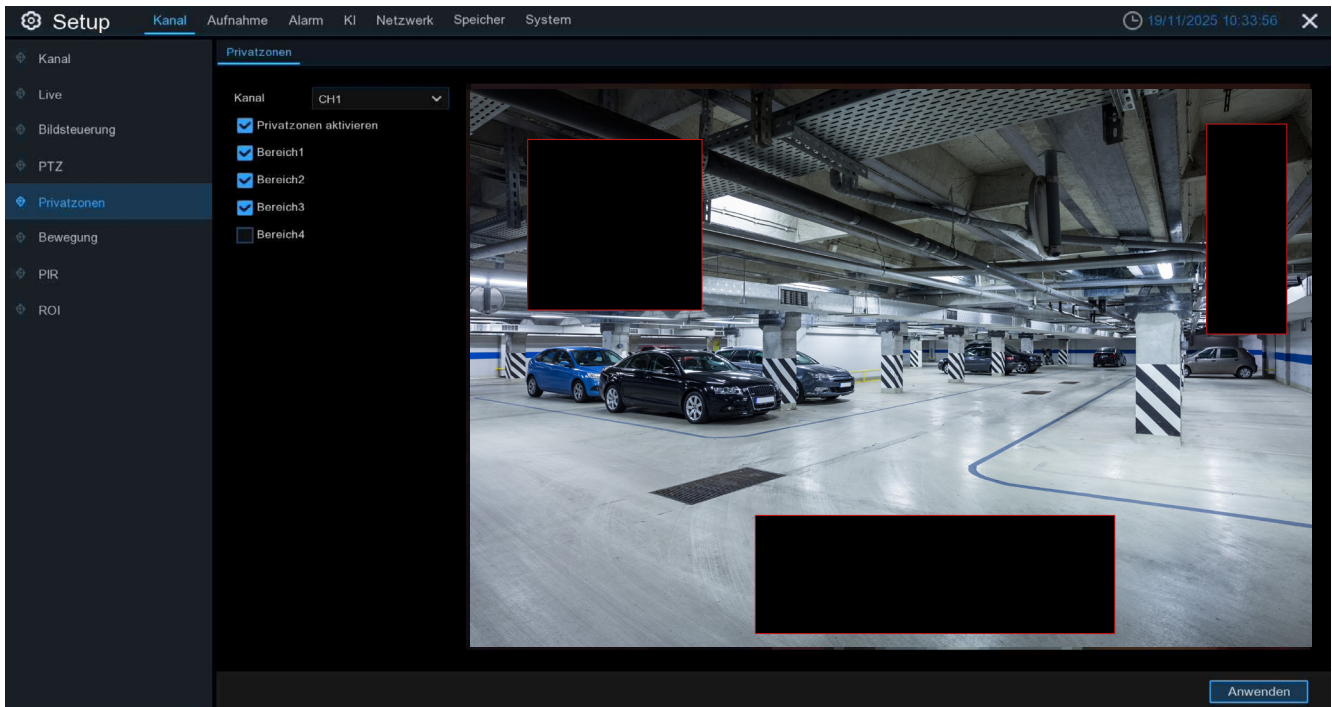 Setup Kanal Aufnahme Alarm KI Netzwerk Speicher System 19/11/2025 10:33:56
Kanal
Live
Bildsteuerung
PTZ
Privatzonen
Bewegung
PIR
ROI
Privatzonen
Kanal CH1
Privatzonen aktivieren
Bereich1
Bereich2
Bereich3
Bereich4
Anwenden